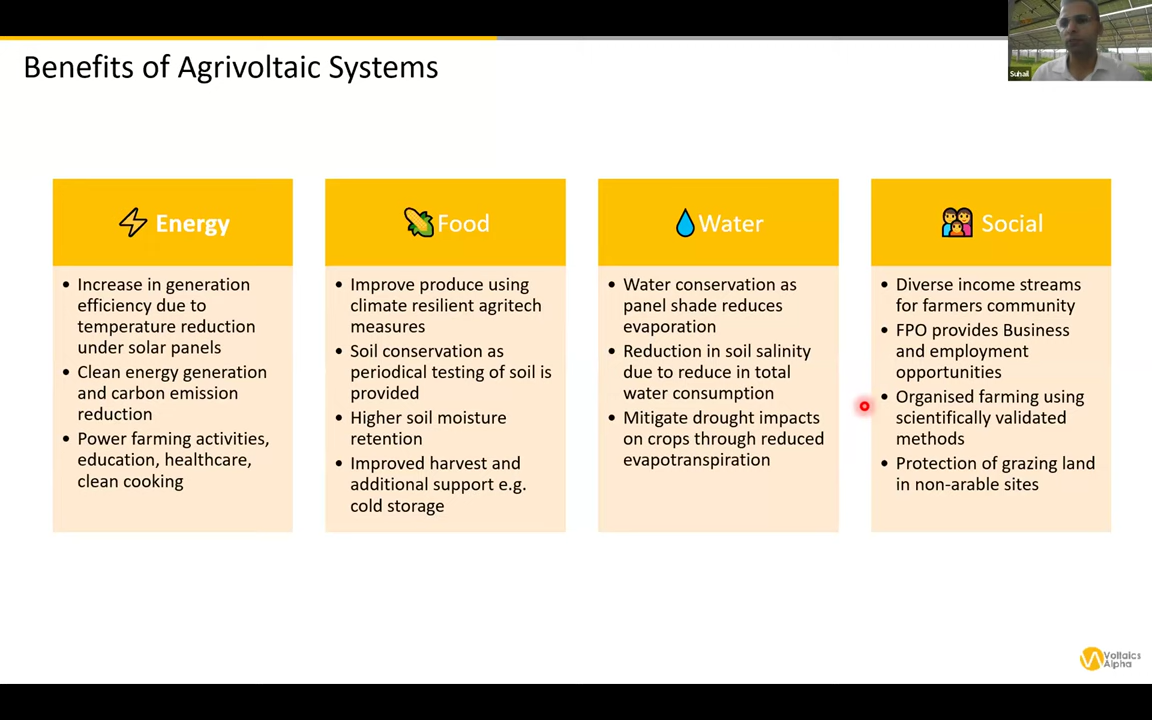 Benefits of Agrivoltaic Systems
Suhail
Energy
• Increase in generation
efficiency due to
temperature reduction
under solar panels
• Clean energy generation
and carbon emission
reduction
• Power farming activities,
education, healthcare,
clean cooking
Food
• Improve produce using
climate resilient agritech
measures
• Soil conservation as
periodical testing of soil is
provided
• Higher soil moisture
retention
• Improved harvest and
additional support e.g.
cold storage
Water
• Water conservation as
panel shade reduces
evaporation
• Reduction in soil salinity
due to reduce in total
water consumption
• Mitigate drought impacts
on crops through reduced
evapotranspiration
Social
• Diverse income streams
for farmers community
• FPO provides Business
and employment
opportunities
• Organised farming using
scientifically validated
methods
• Protection of grazing land
in non-arable sites
Voltaics
Alpha